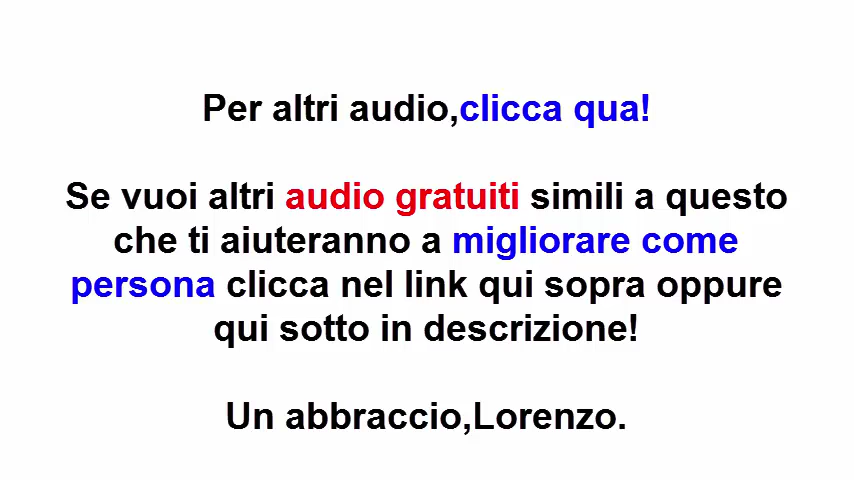 Per altri audio,clicca qua!
Se vuoi altri audio gratuiti simili a questo
che ti aiuteranno a migliorare come
persona clicca nel link qui sopra oppure
qui sotto in descrizione!
Un abbraccio,Lorenzo.